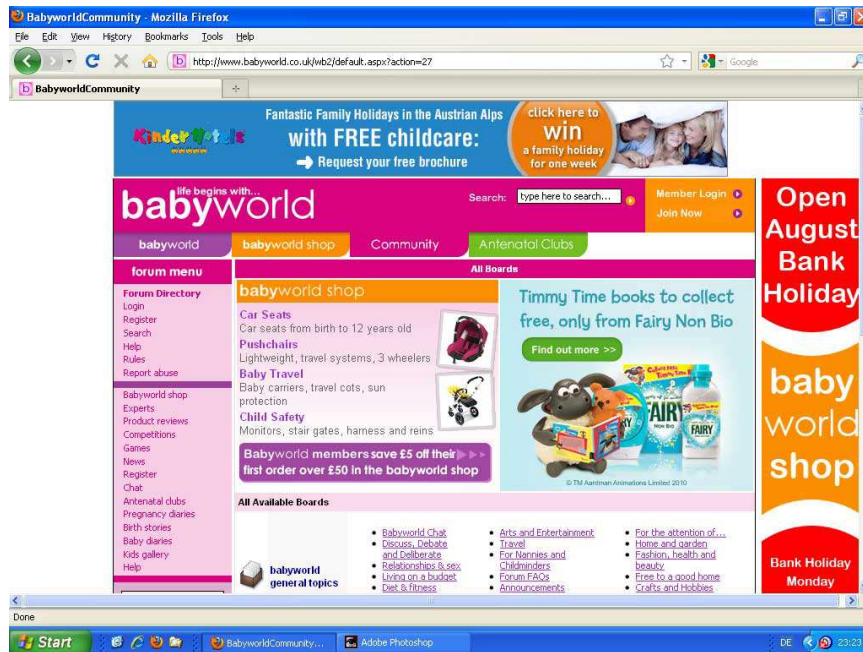 BabyworldCommunity - Mozilla Firefox
File Edit View History Bookmarks Tools Help
http://www.babyworld.co.uk/wb2/default.aspx?action=27
Google
BabyworldCommunity
Kinder Hotels
Fantastic Family Holidays in the Austrian Alps
with FREE childcare:
Request your free brochure
click here to
win
a family holiday
for one week
life begins with...
babyworld
Search: type here to search...
Member Login
Join Now
babyworld babyworld shop Community Antenatal Clubs
forum menu
Forum Directory
Login
Register
Search
Help
Rules
Report abuse
Babyworld shop
Experts
Product reviews
Competitions
Games
News
Register
Chat
Antenatal clubs
Pregnancy diaries
Birth stories
Baby diaries
Kids gallery
Help
All Boards
babyworld shop
Car Seats
Car seats from birth to 12 years old
Pushchairs
Lightweight, travel systems, 3 wheelers
Baby Travel
Baby carriers, travel cots, sun
protection
Child Safety
Monitors, stair gates, harness and reins
Babyworld members save £5 off their
first order over £50 in the babyworld shop
Timmy Time books to collect
free, only from Fairy Non Bio
Find out more >>
FAIRY
FAIRY
© TM Aardman Animations Limited 2010
All Available Boards
babyworld
general topics
Babyworld Chat
Discuss, Debate
and Deliberate
Relationships & sex
Living on a budget
Diet & fitness
Arts and Entertainment
Travel
For Nannies and
Childminders
Forum FAQs
Announcements
For the attention of...
Home and garden
Fashion, health and
beauty
Free to a good home
Crafts and Hobbies
Open
August
Bank
Holiday
baby
world
shop
Bank Holiday
Monday
Done
Start
BabyworldCommunity...
Adobe Photoshop
DE
23:23